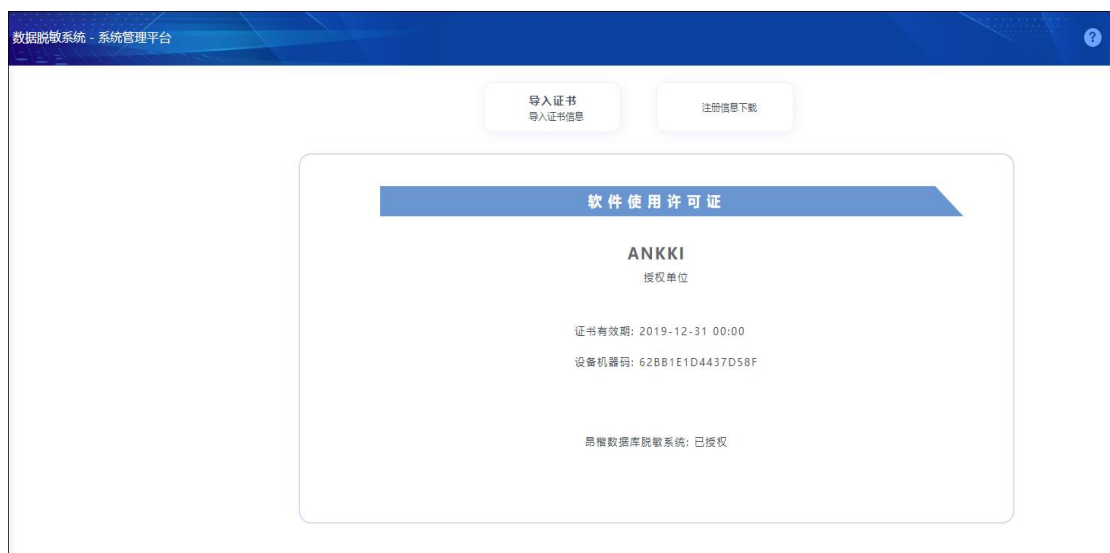 数据脱敏系统 - 系统管理平台
?
导入证书
导入证书信息
注册信息下载
软件使用许可证
ANKKI
授权单位
证书有效期: 2019-12-31 00:00
设备机器码: 62BB1E1D4437D58F
昂楷数据库脱敏系统: 已授权